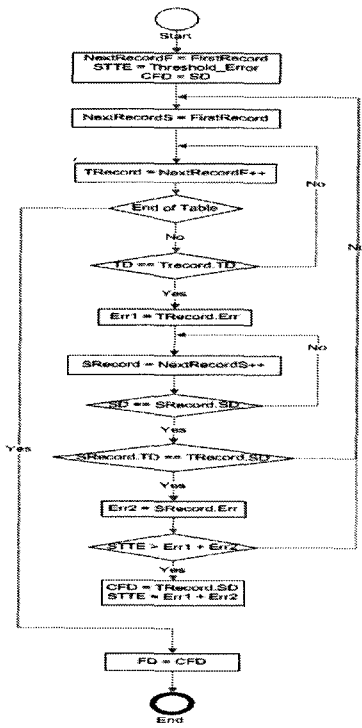 Start
NextRecordF = FirstRecord
STTE = Threshold_Error
CFD = SD
NextRecordS = FirstRecord
TRecord = NextRecordF++
No
No
End of Table
No
TD == Trecord.TD
Yes
Err1 = TRecord.Err
No
SRecord = NextRecordS++
SD == SRecord.SD
Yes
Yes
SRecord.TD == TRecord.SD
Yes
Err2 = SRecord.Err
STTE > Err1 + Err2
Yes
CFD = TRecord.SD
STTE = Err1 + Err2
FD = CFD
End